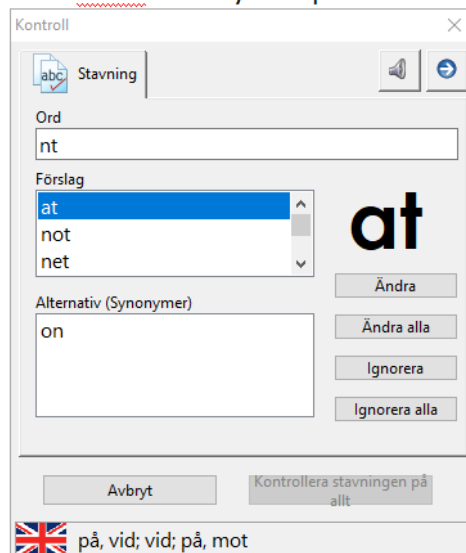 Kontroll
abc Stavning
Ord
nt
Förslag
at
not
net
at
Ändra
Alternativ (Synonymer)
on
Ändra alla
Ignorera
Ignorera alla
Avbryt
Kontrollera stavningen på
allt
på, vid; vid; på, mot